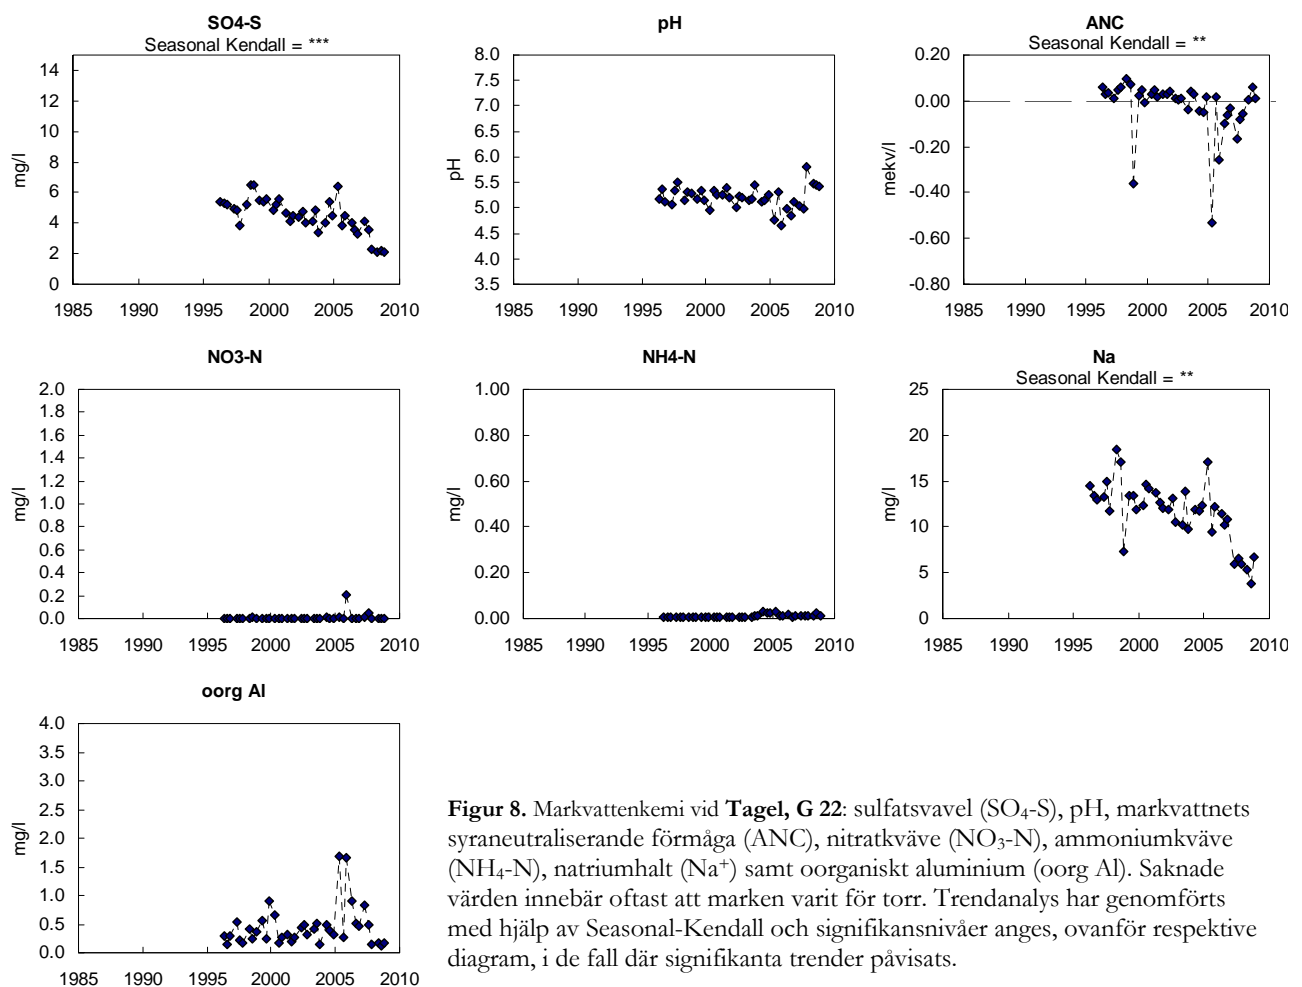 SO4-S
Seasonal Kendall = ***
mg/l
14
12
10
8
6
4
2
0
1985 1990 1995 2000 2005 2010
pH
pH
8.0
7.5
7.0
6.5
6.0
5.5
5.0
4.5
4.0
3.5
1985 1990 1995 2000 2005 2010
ANC
Seasonal Kendall = **
mekv/l
0.20
0.00
-0.20
-0.40
-0.60
-0.80
1985 1990 1995 2000 2005 2010
NO3-N
mg/l
2.0
1.8
1.6
1.4
1.2
1.0
0.8
0.6
0.4
0.2
0.0
1985 1990 1995 2000 2005 2010
NH4-N
mg/l
1.00
0.80
0.60
0.40
0.20
0.00
1985 1990 1995 2000 2005 2010
Na
Seasonal Kendall = **
mg/l
25
20
15
10
5
0
1985 1990 1995 2000 2005 2010
oorg Al
mg/l
4.0
3.5
3.0
2.5
2.0
1.5
1.0
0.5
0.0
1985 1990 1995 2000 2005 2010
Figur 8. Markvattenkemi vid Tagel, G 22: sulfatsvavel (SO₄-S), pH, markvattnets
syraneutraliserande förmåga (ANC), nitratkväve (NO₃-N), ammoniumkväve
(NH₄-N), natriumhalt (Na⁺) samt oorganiskt aluminium (oorg Al). Saknade
värden innebär oftast att marken varit för torr. Trendanalys har genomförts
med hjälp av Seasonal-Kendall och signifikansnivåer anges, ovanför respektive
diagram, i de fall där signifikanta trender påvisats.